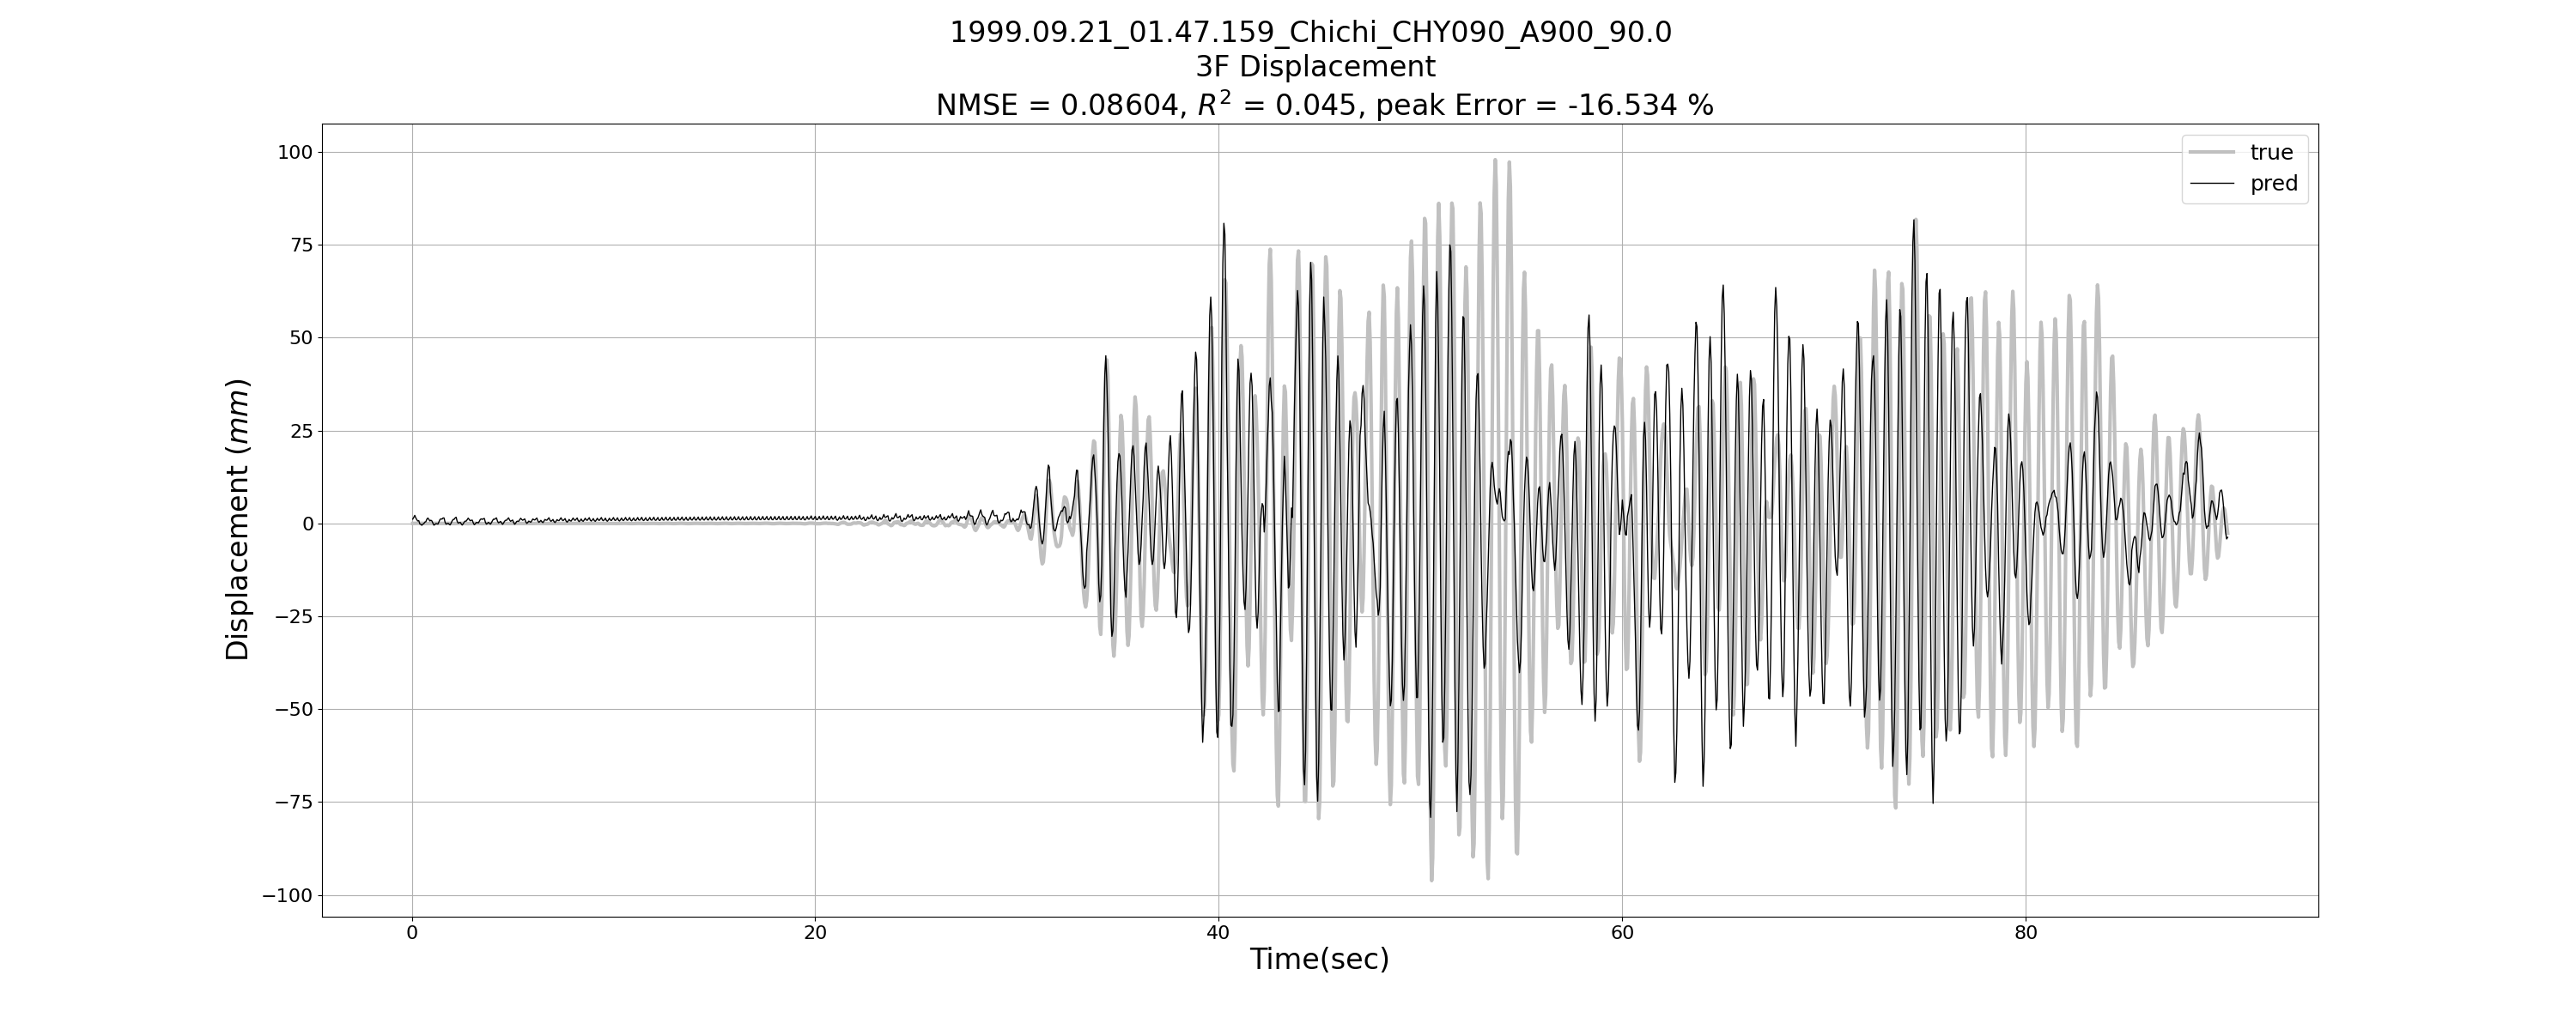 1999.09.21_01.47.159_Chichi_CHY090_A900_90.0
3F Displacement
NMSE = 0.08604, R² = 0.045, peak Error = -16.534 %
true
pred
100
75
50
25
0
−25
−50
−75
−100
Displacement (mm)
0 20 40 60 80
Time(sec)